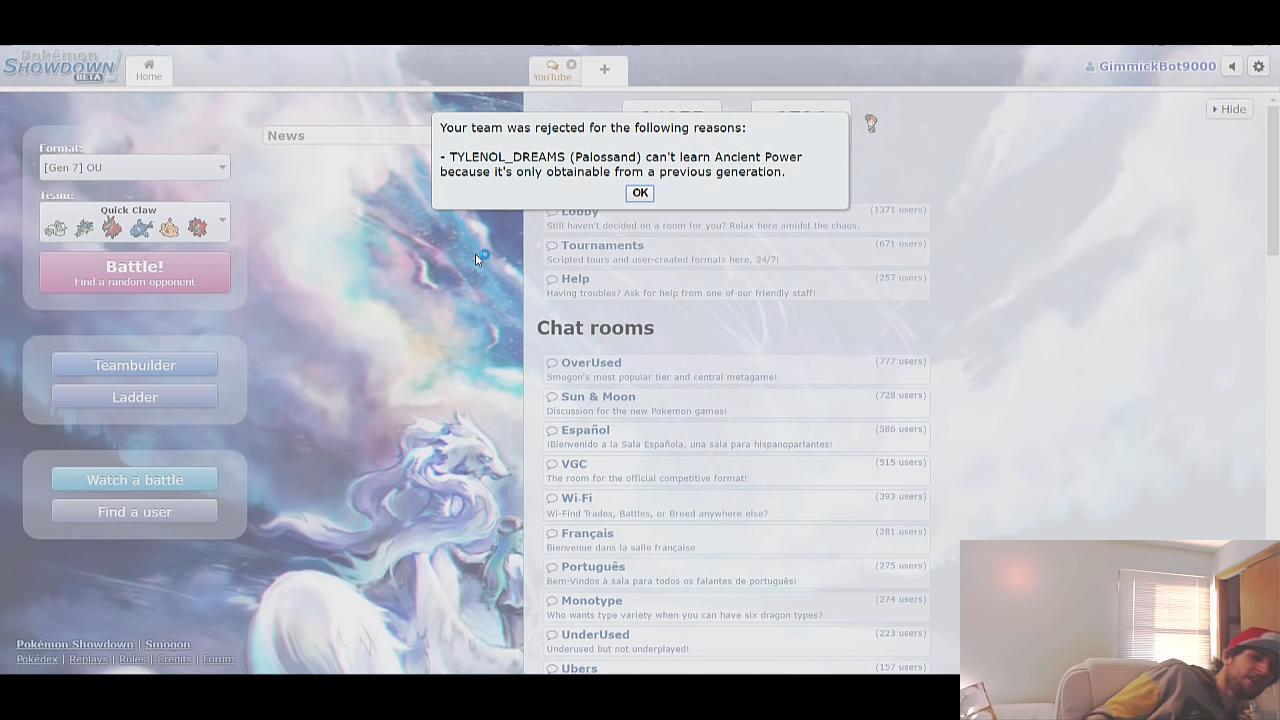 Pokémon
SHOWDOWN
BETA
Home
YouTube
+
GimmickBot9000
Hide
News
Your team was rejected for the following reasons:
- TYLENOL_DREAMS (Palossand) can't learn Ancient Power
because it's only obtainable from a previous generation.
OK
Format:
[Gen 7] OU
Team:
Quick Claw
Battle!
Find a random opponent
Teambuilder
Ladder
Watch a battle
Find a user
Lobby (1371 users)
Still haven't decided on a room for you? Relax here amidst the chaos.
Tournaments (671 users)
Scripted tours and user-created formats here, 24/7!
Help (257 users)
Having troubles? Ask for help from one of our friendly staff!
Chat rooms
OverUsed (777 users)
Smogon's most popular tier and central metagame!
Sun & Moon (728 users)
Discussion for the new Pokemon games!
Español (586 users)
¡Bienvenido a la Sala Española, una sala para hispanoparlantes!
VGC (515 users)
The room for the official competitive format!
Wi-Fi (393 users)
Wi-Find Trades, Battles, or Breed anywhere else?
Français (281 users)
Bienvenue dans la salle française
Português (275 users)
Bem-Vindos à sala para todos os falantes de português!
Monotype (274 users)
Who wants type variety when you can have six dragon types?
UnderUsed (223 users)
Underused but not underplayed!
Ubers (157 users)
Pokémon Showdown | Smogon
Pokédex | Replays | Rules | Credits | Forum